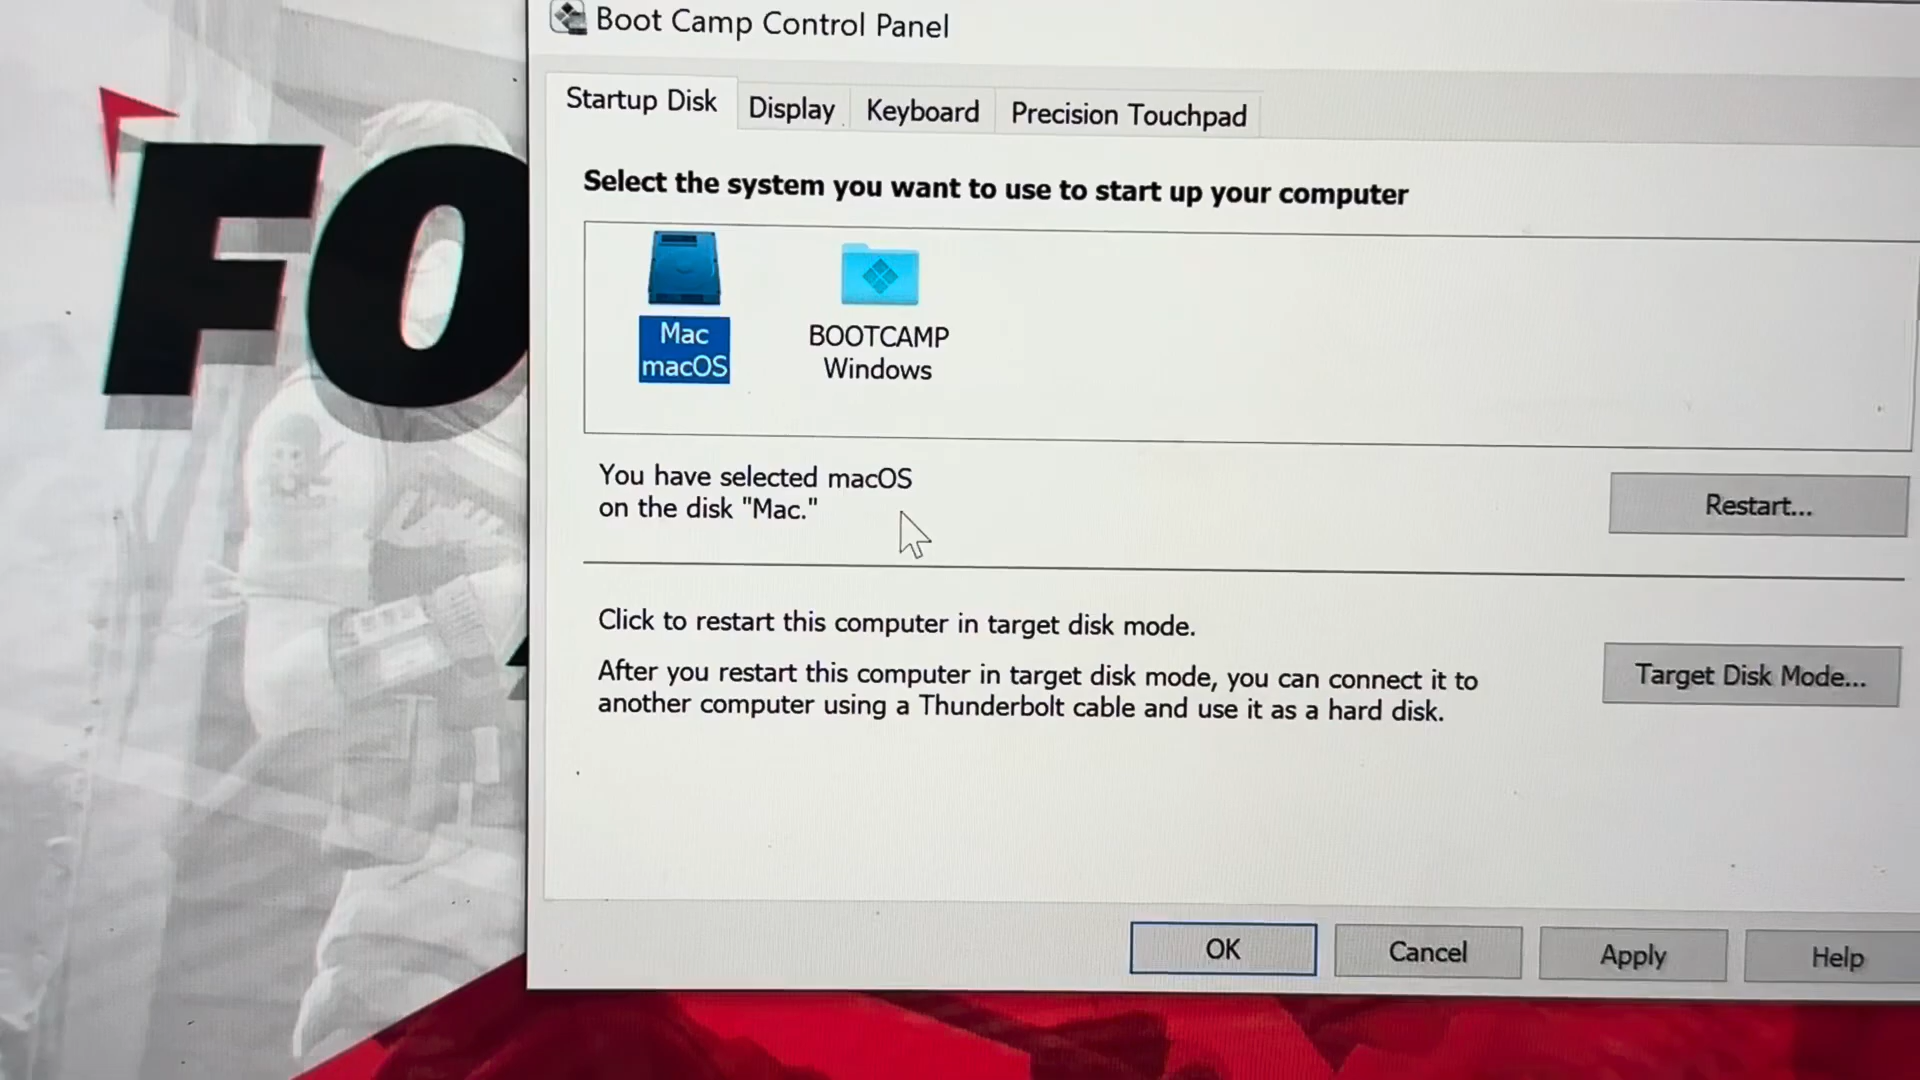 Boot Camp Control Panel
Startup Disk
Display
Keyboard
Precision Touchpad
Select the system you want to use to start up your computer
Mac
macOS
BOOTCAMP
Windows
You have selected macOS
on the disk "Mac."
Restart...
Click to restart this computer in target disk mode.
After you restart this computer in target disk mode, you can connect it to
another computer using a Thunderbolt cable and use it as a hard disk.
Target Disk Mode...
OK
Cancel
Apply
Help
FO